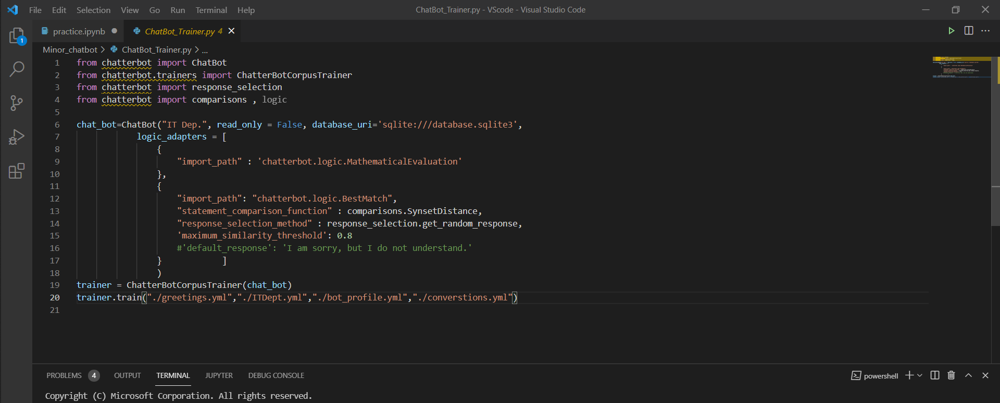 File Edit Selection View Go Run Terminal Help ChatBot_Trainer.py - VScode - Visual Studio Code
practice.ipynb ChatBot_Trainer.py 4
1
Minor_chatbot > ChatBot_Trainer.py > ...
1 from chatterbot import ChatBot
2 from chatterbot.trainers import ChatterBotCorpusTrainer
3 from chatterbot import response_selection
4 from chatterbot import comparisons , logic
5
6 chat_bot=ChatBot("IT Dep.", read_only = False, database_uri='sqlite:///database.sqlite3',
7 logic_adapters = [
8 {
9 "import_path" : 'chatterbot.logic.MathematicalEvaluation'
10 },
11 {
12 "import_path": "chatterbot.logic.BestMatch",
13 "statement_comparison_function" : comparisons.SynsetDistance,
14 "response_selection_method" : response_selection.get_random_response,
15 'maximum_similarity_threshold': 0.8
16 #'default_response': 'I am sorry, but I do not understand.'
17 } ]
18 )
19 trainer = ChatterBotCorpusTrainer(chat_bot)
20 trainer.train("./greetings.yml","./ITDept.yml","./bot_profile.yml","./converstions.yml")
21
PROBLEMS 4 OUTPUT TERMINAL JUPYTER DEBUG CONSOLE powershell
Copyright (C) Microsoft Corporation. All rights reserved.